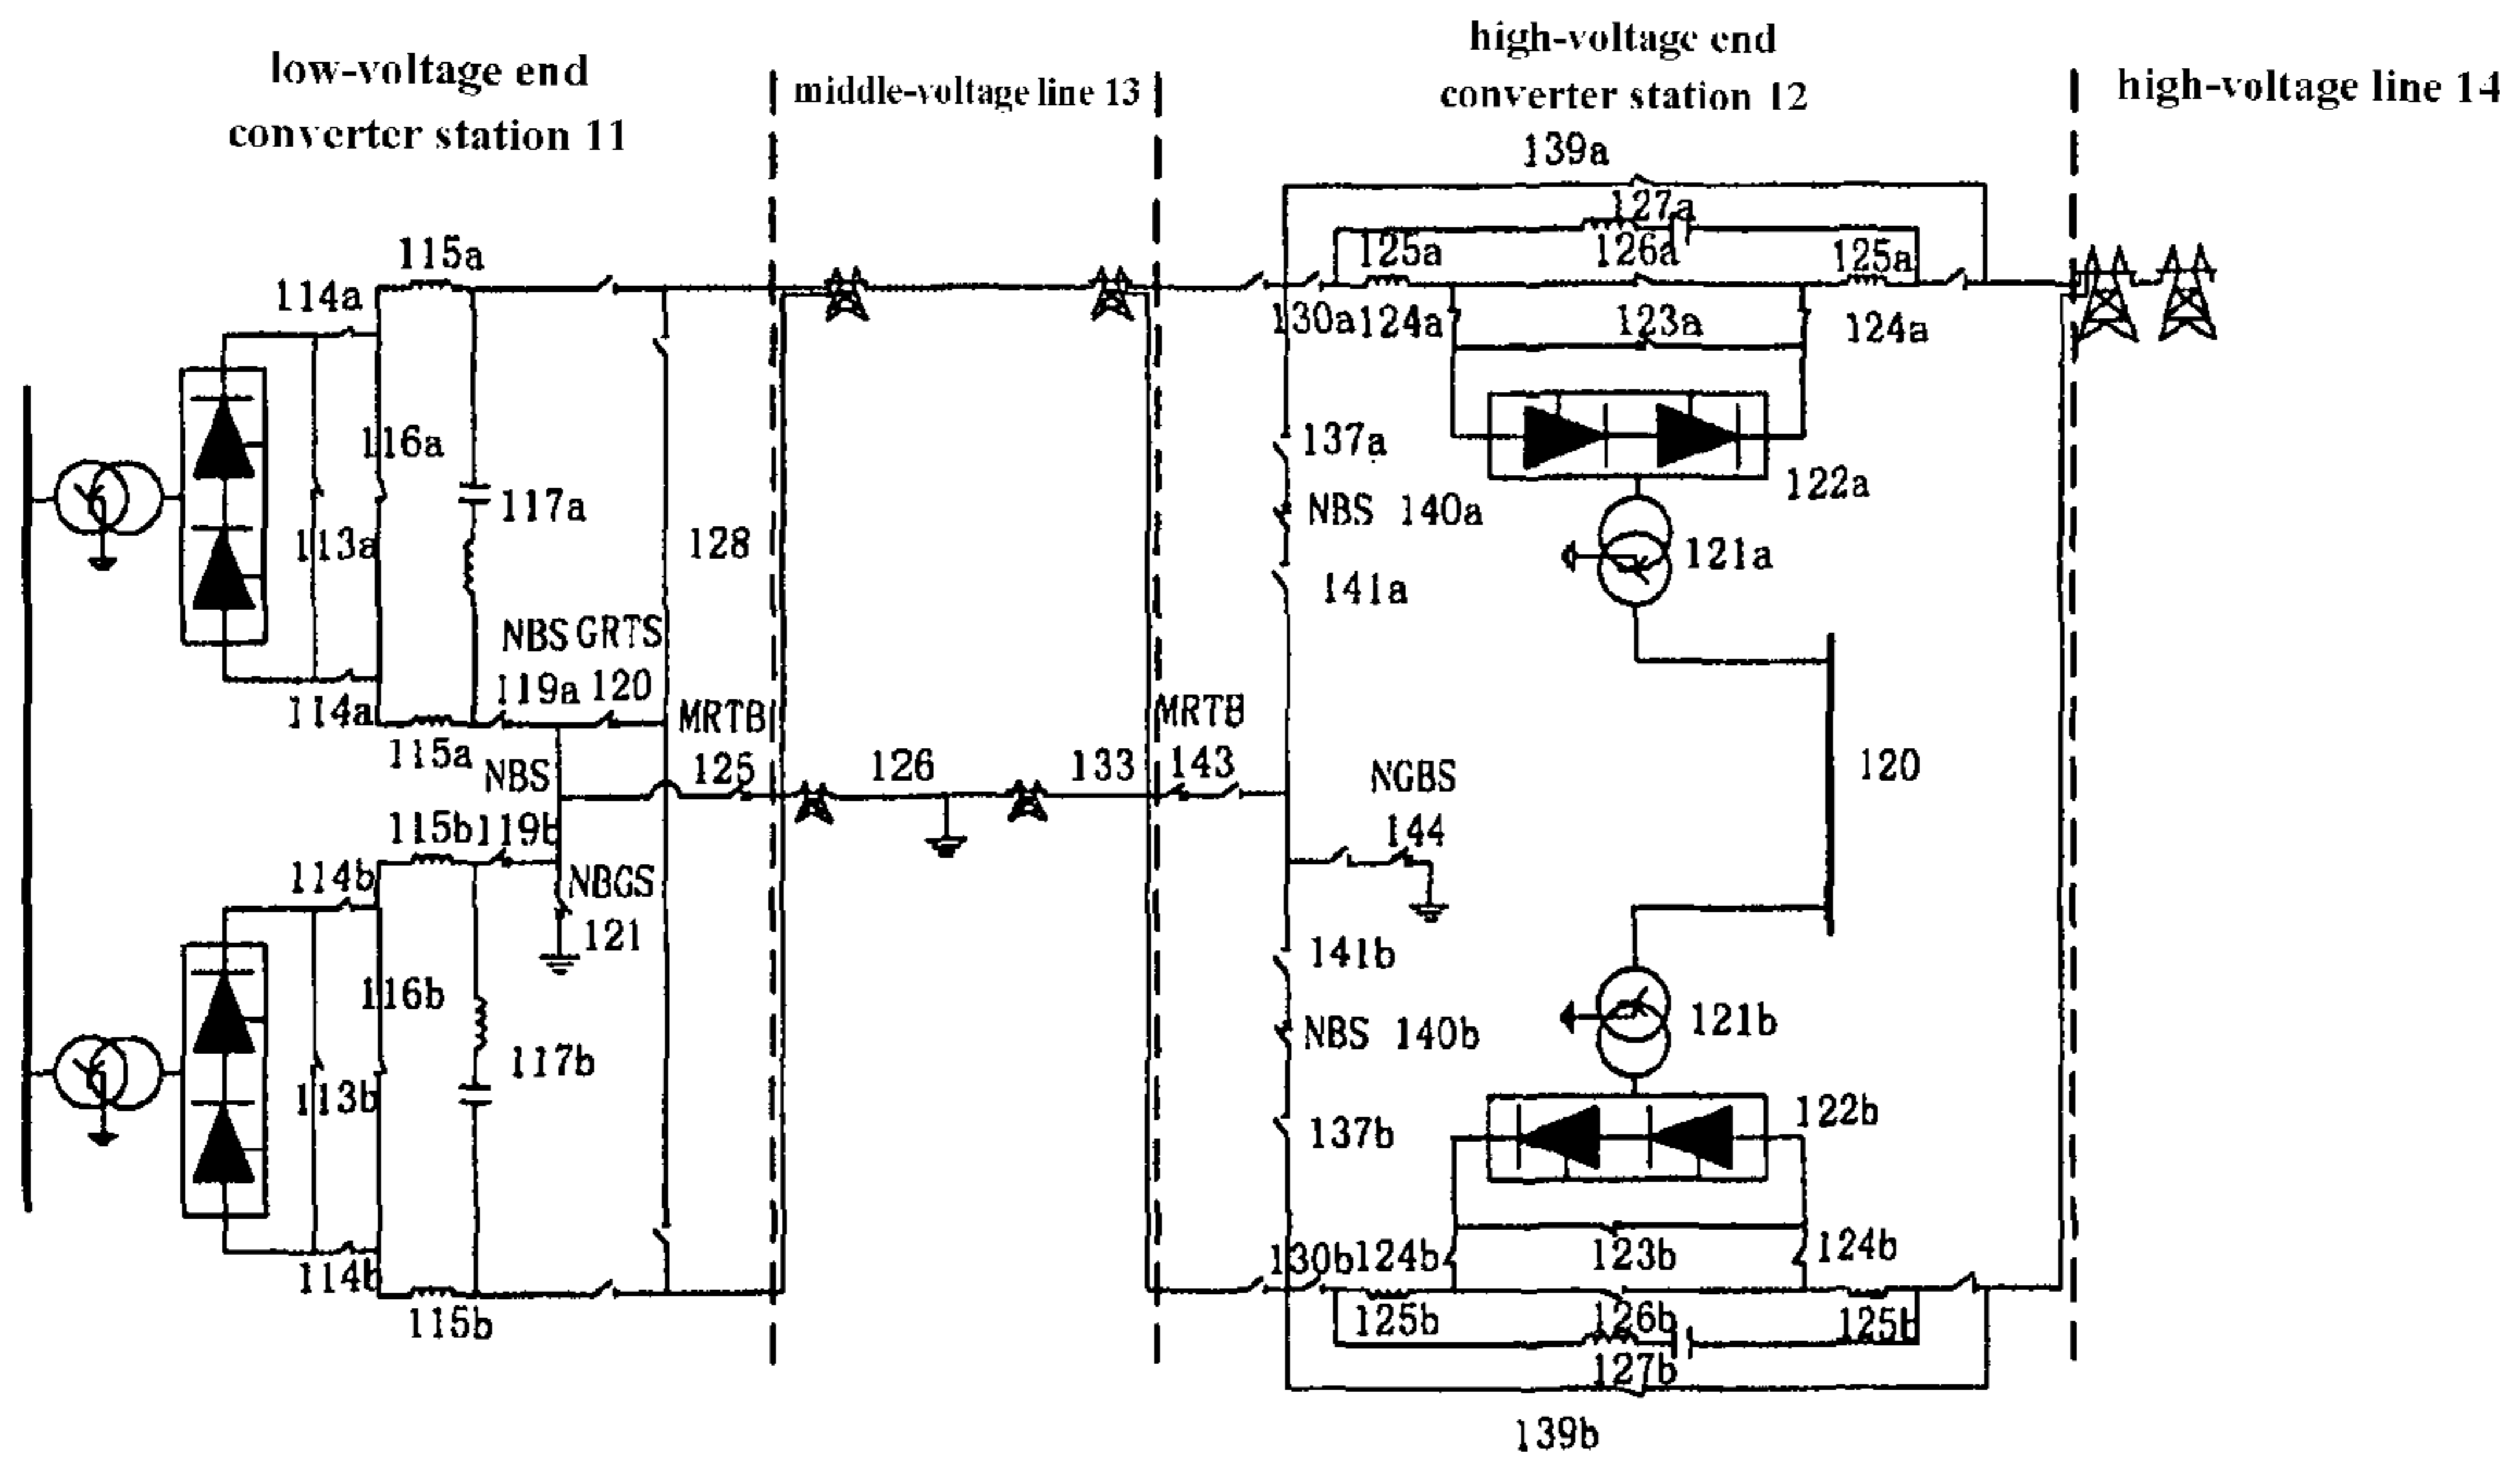 low-voltage end
converter station 11
middle-voltage line 13
high-voltage end
converter station 12
high-voltage line 14
139a
127a
115a
125a
126a
125a
114a
130a
124a
123a
124a
116a
137a
122a
117a
NBS 140a
113a
128
121a
141a
NBS
GRTS
119a
120
114a
MRTB
MRTB
115a
NBS
125
126
133
143
NGBS
120
115b
119b
144
114b
NBGS
121
141b
116b
NBS 140b
121b
117b
113b
137b
122b
130b
124b
123b
124b
114b
115b
125b
126b
125b
127b
139b